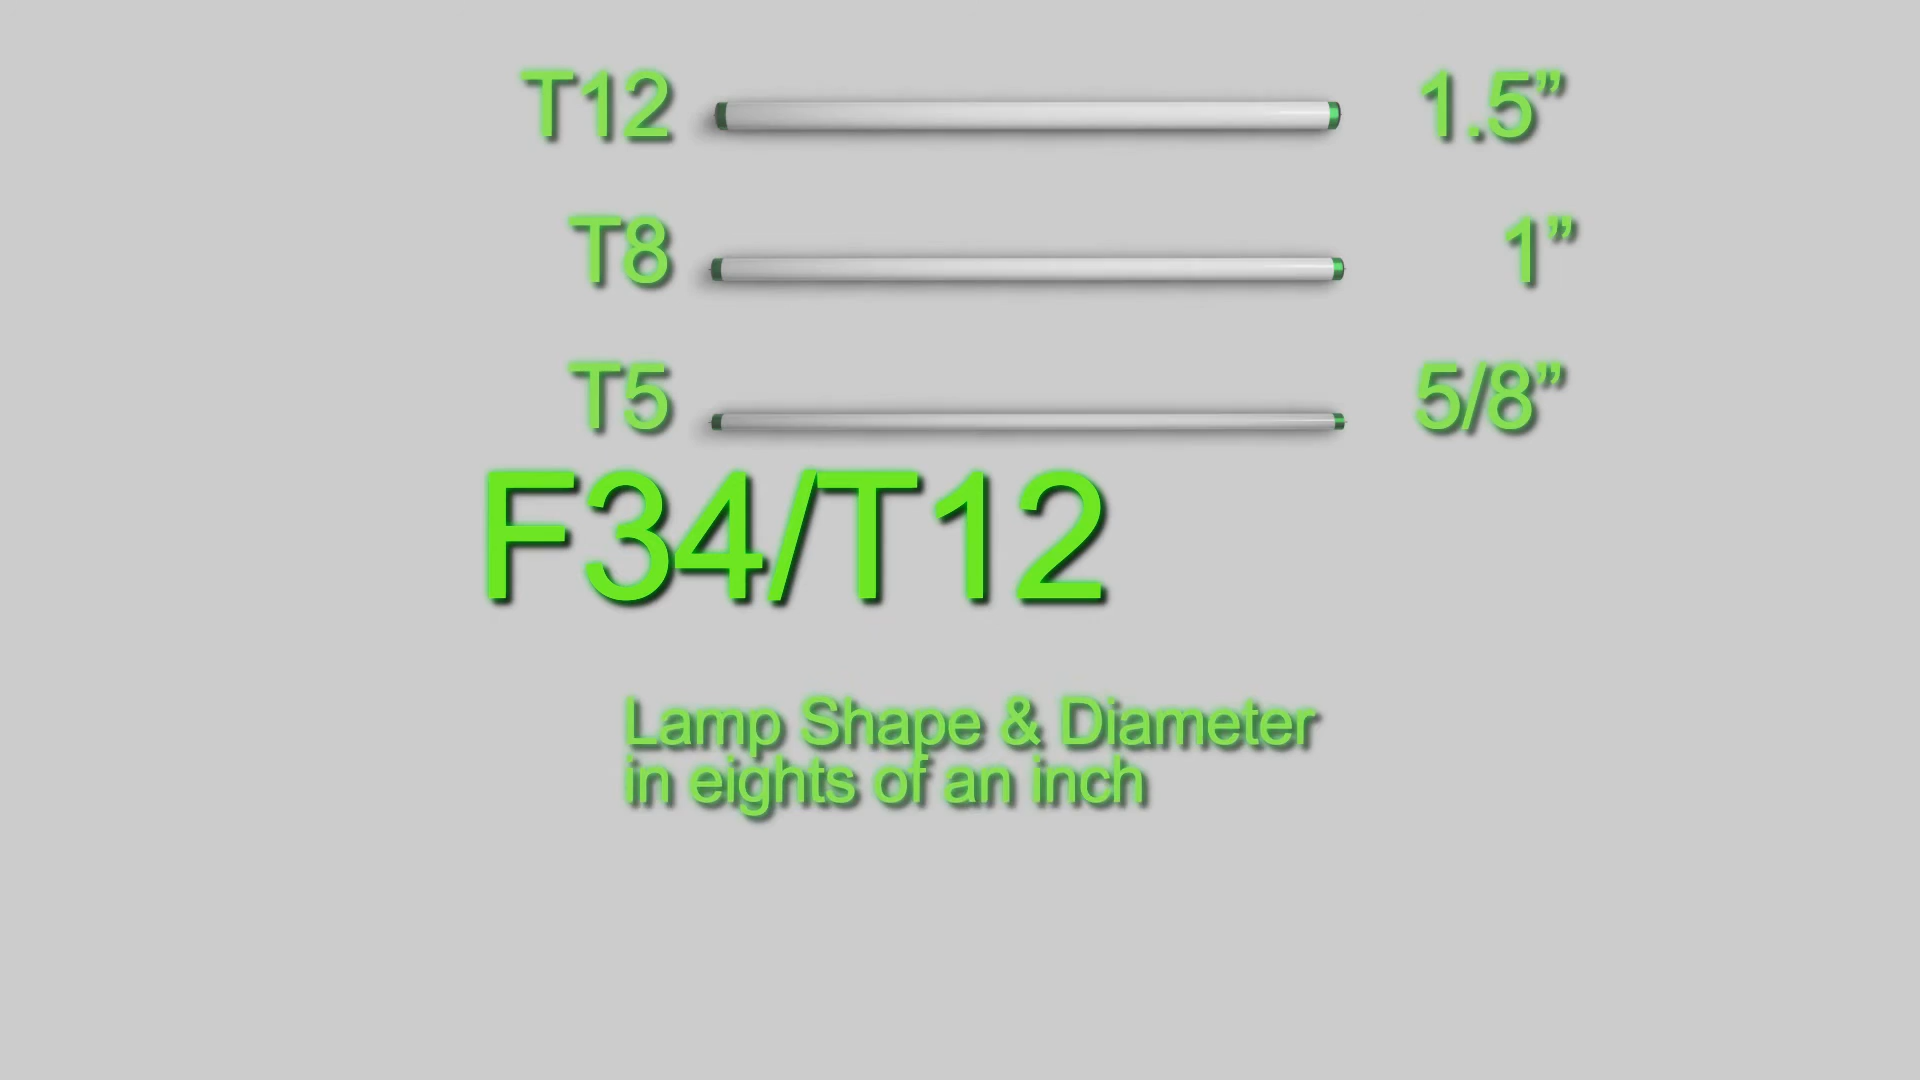 T12 1.5”
T8 1”
T5 5/8”
F34/T12
Lamp Shape & Diameter
in eights of an inch